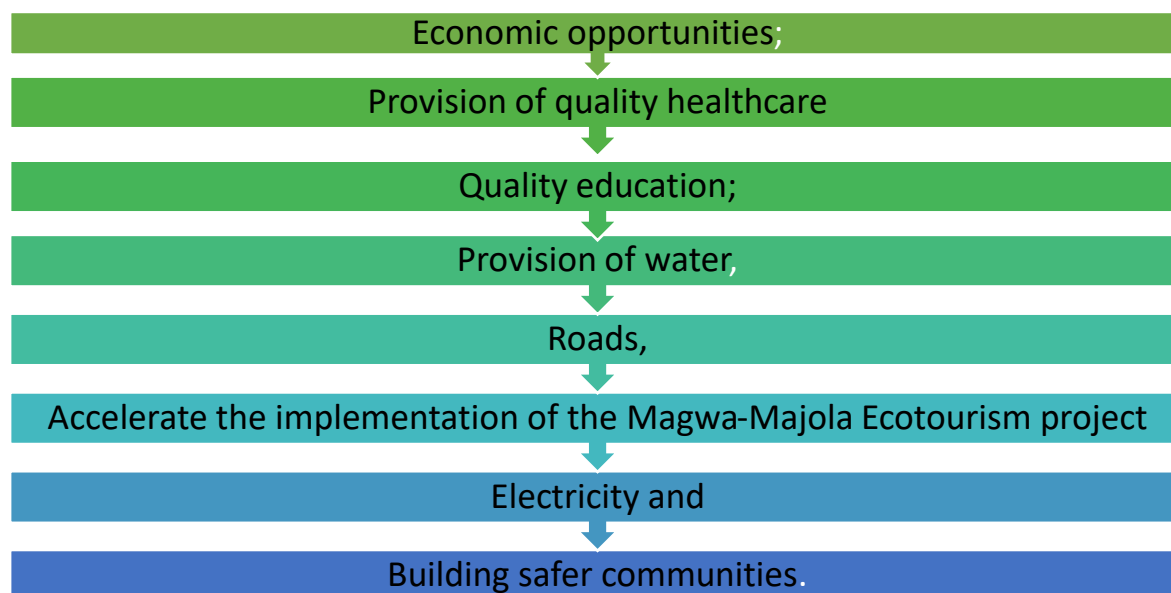 Economic opportunities;
Provision of quality healthcare
Quality education;
Provision of water,
Roads,
Accelerate the implementation of the Magwa-Majola Ecotourism project
Electricity and
Building safer communities.